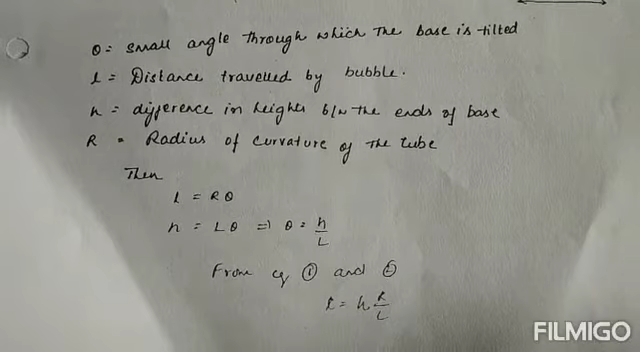 θ = small angle through which The base is tilted
l = Distance travelled by bubble.
h = difference in heights b/w the ends of base
R = Radius of curvature of the tube
Then
l = Rθ
h = Lθ ⇒ θ = h/L
From eq ① and ②
l = h R/L
FILMIGO